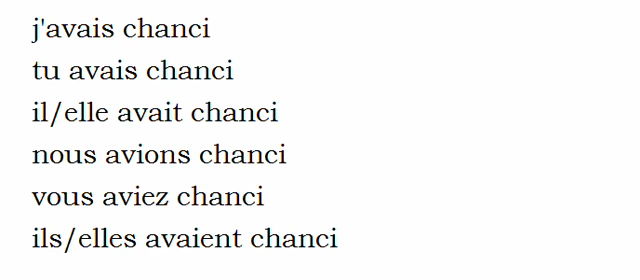 j'avais chanci
tu avais chanci
il/elle avait chanci
nous avions chanci
vous aviez chanci
ils/elles avaient chanci